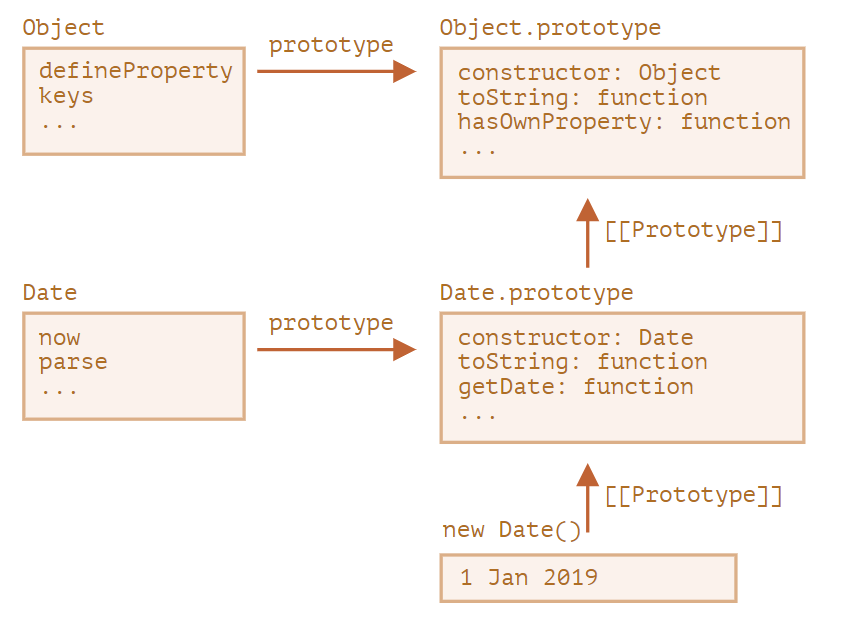 Object
prototype
Object.prototype
defineProperty
keys
...
constructor: Object
toString: function
hasOwnProperty: function
...
[[Prototype]]
Date
prototype
Date.prototype
now
parse
...
constructor: Date
toString: function
getDate: function
...
[[Prototype]]
new Date()
1 Jan 2019